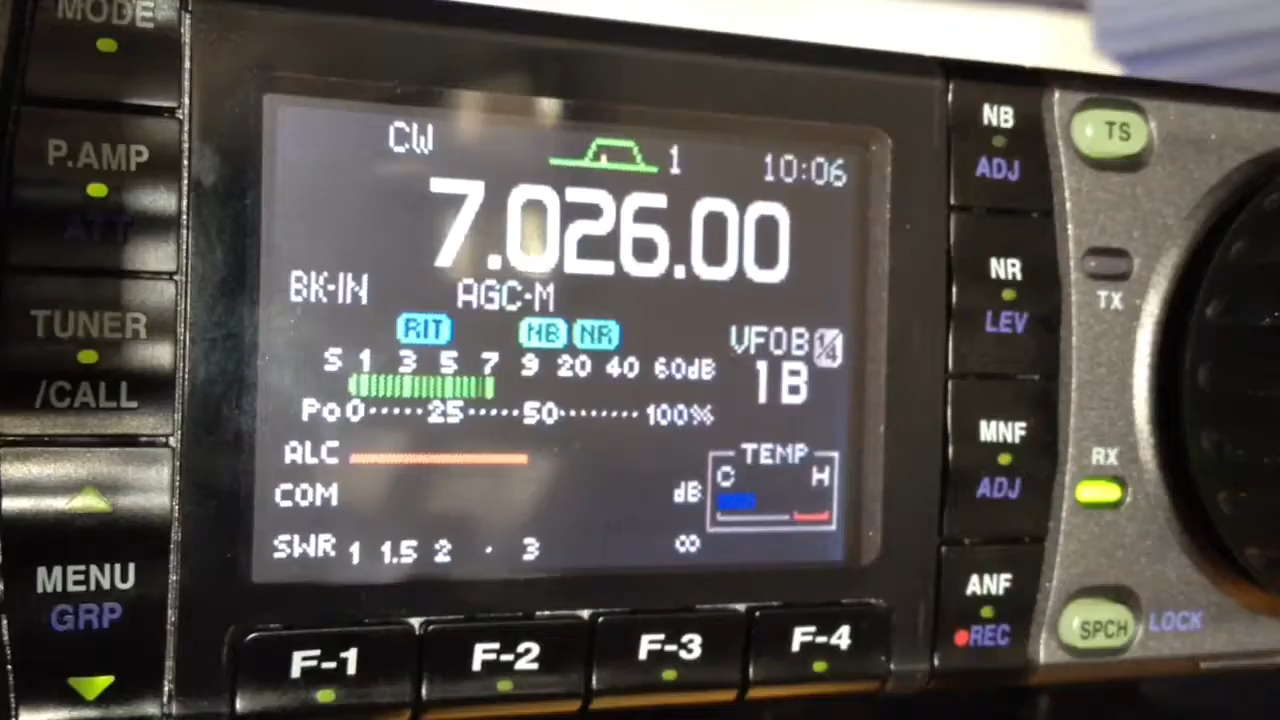 MODE
P.AMP
ATT
TUNER
/CALL
MENU
GRP
CW 1 10:06
7.026.00
BK-IN AGC-M
RIT NB NR
VFOB 1/4
1B
S 1 3 5 7 9 20 40 60dB
Po0 25 50 100%
ALC
COM dB
TEMP
C H
SWR 1 1.5 2 · 3 ∞
F-1 F-2 F-3 F-4
NB
ADJ
NR
LEV
MNF
ADJ
ANF
REC
TS
TX
RX
SPCH LOCK